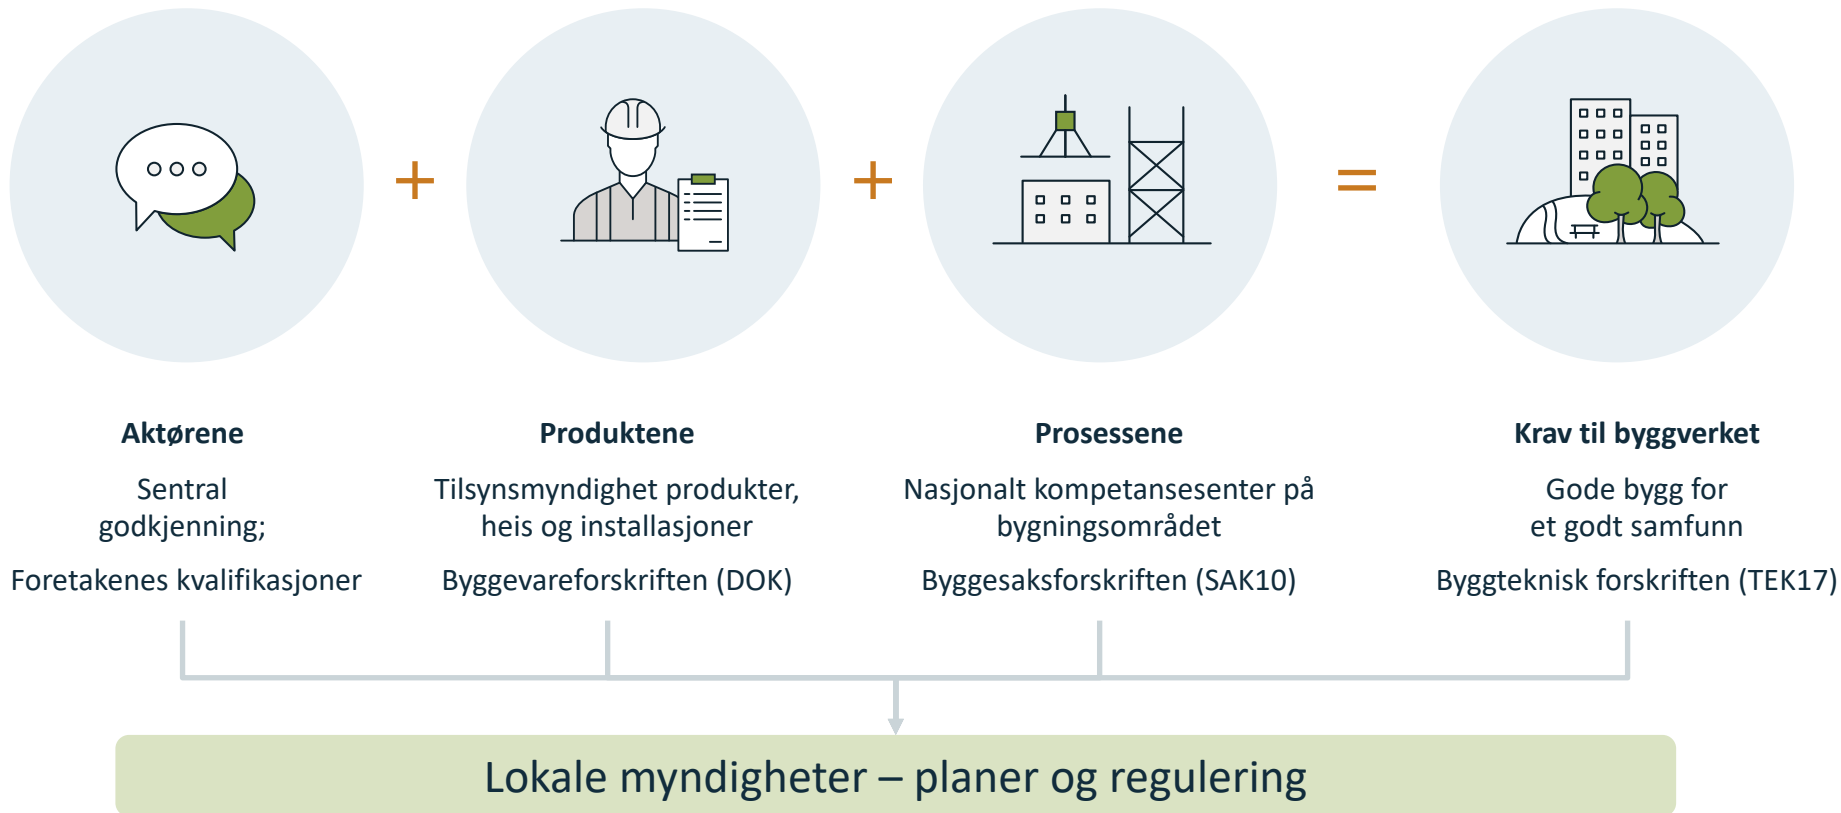 Aktørene
Sentral
godkjenning;
Foretakenes kvalifikasjoner
Produktene
Tilsynsmyndighet produkter,
heis og installasjoner
Byggevareforskriften (DOK)
Prosessene
Nasjonalt kompetansesenter på
bygningsområdet
Byggesaksforskriften (SAK10)
Krav til byggverket
Gode bygg for
et godt samfunn
Byggteknisk forskriften (TEK17)
Lokale myndigheter – planer og regulering